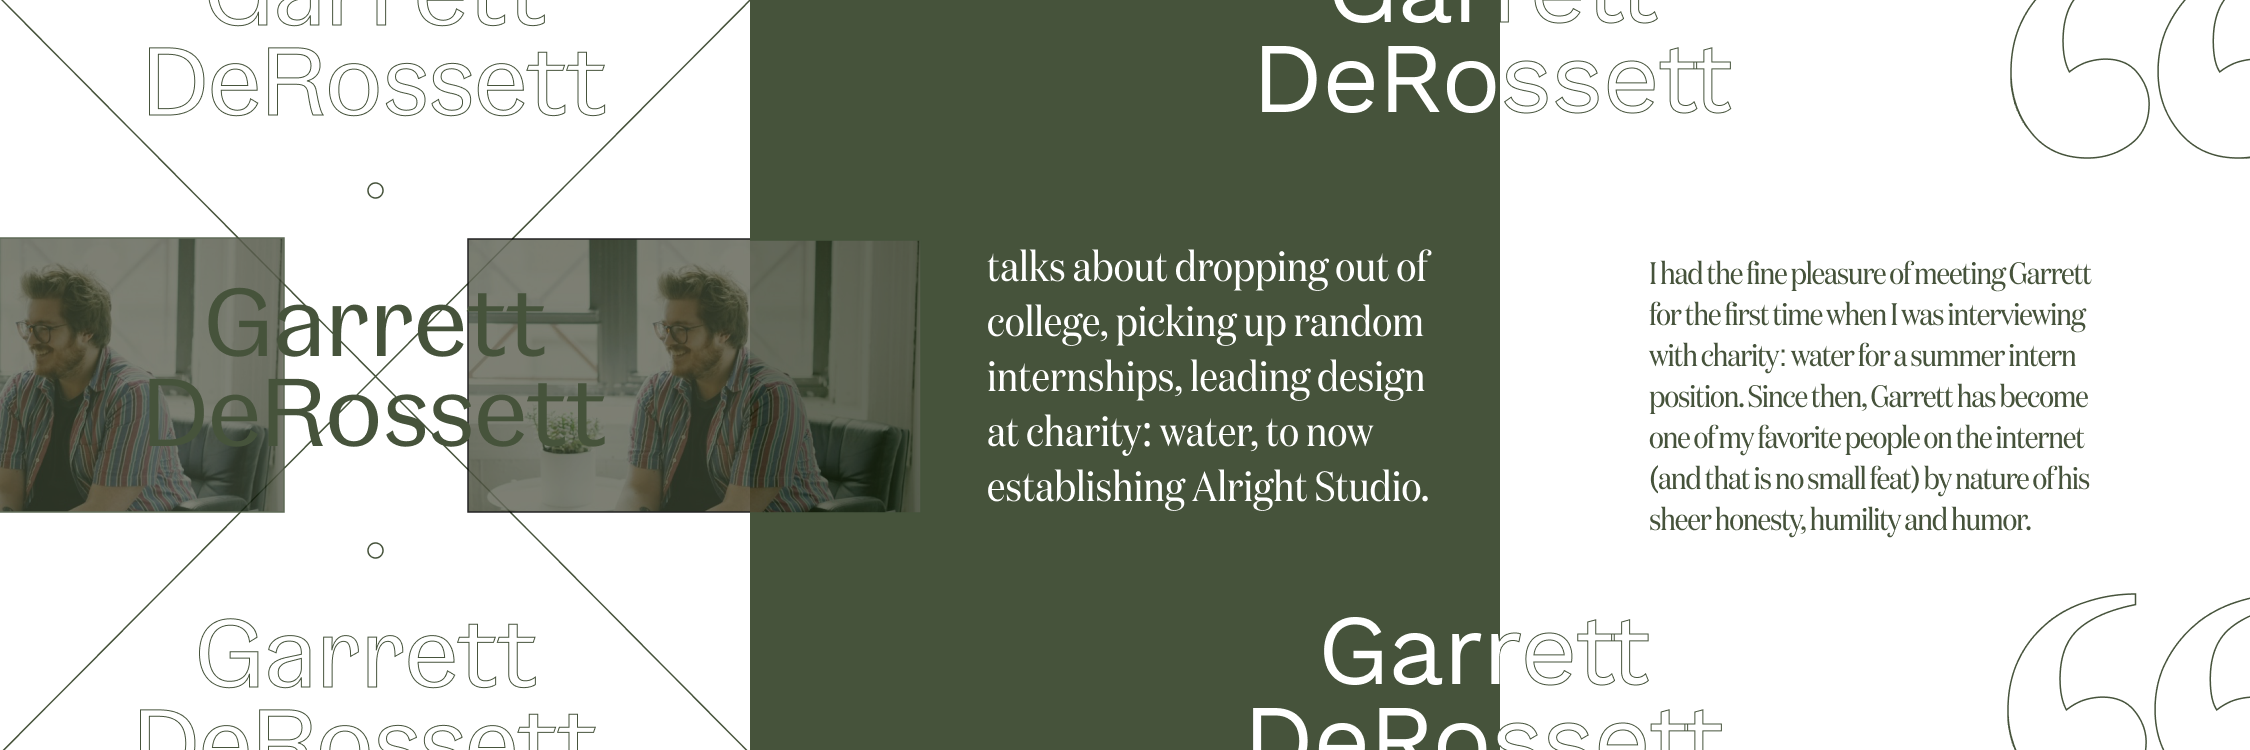 Garrett
DeRossett
Garrett
DeRossett
Garrett
DeRossett
Garrett
DeRossett
talks about dropping out of
college, picking up random
internships, leading design
at charity: water, to now
establishing Alright Studio.
Garrett
DeRossett
I had the fine pleasure of meeting Garrett
for the first time when I was interviewing
with charity: water for a summer intern
position. Since then, Garrett has become
one of my favorite people on the internet
(and that is no small feat) by nature of his
sheer honesty, humility and humor.
“
“